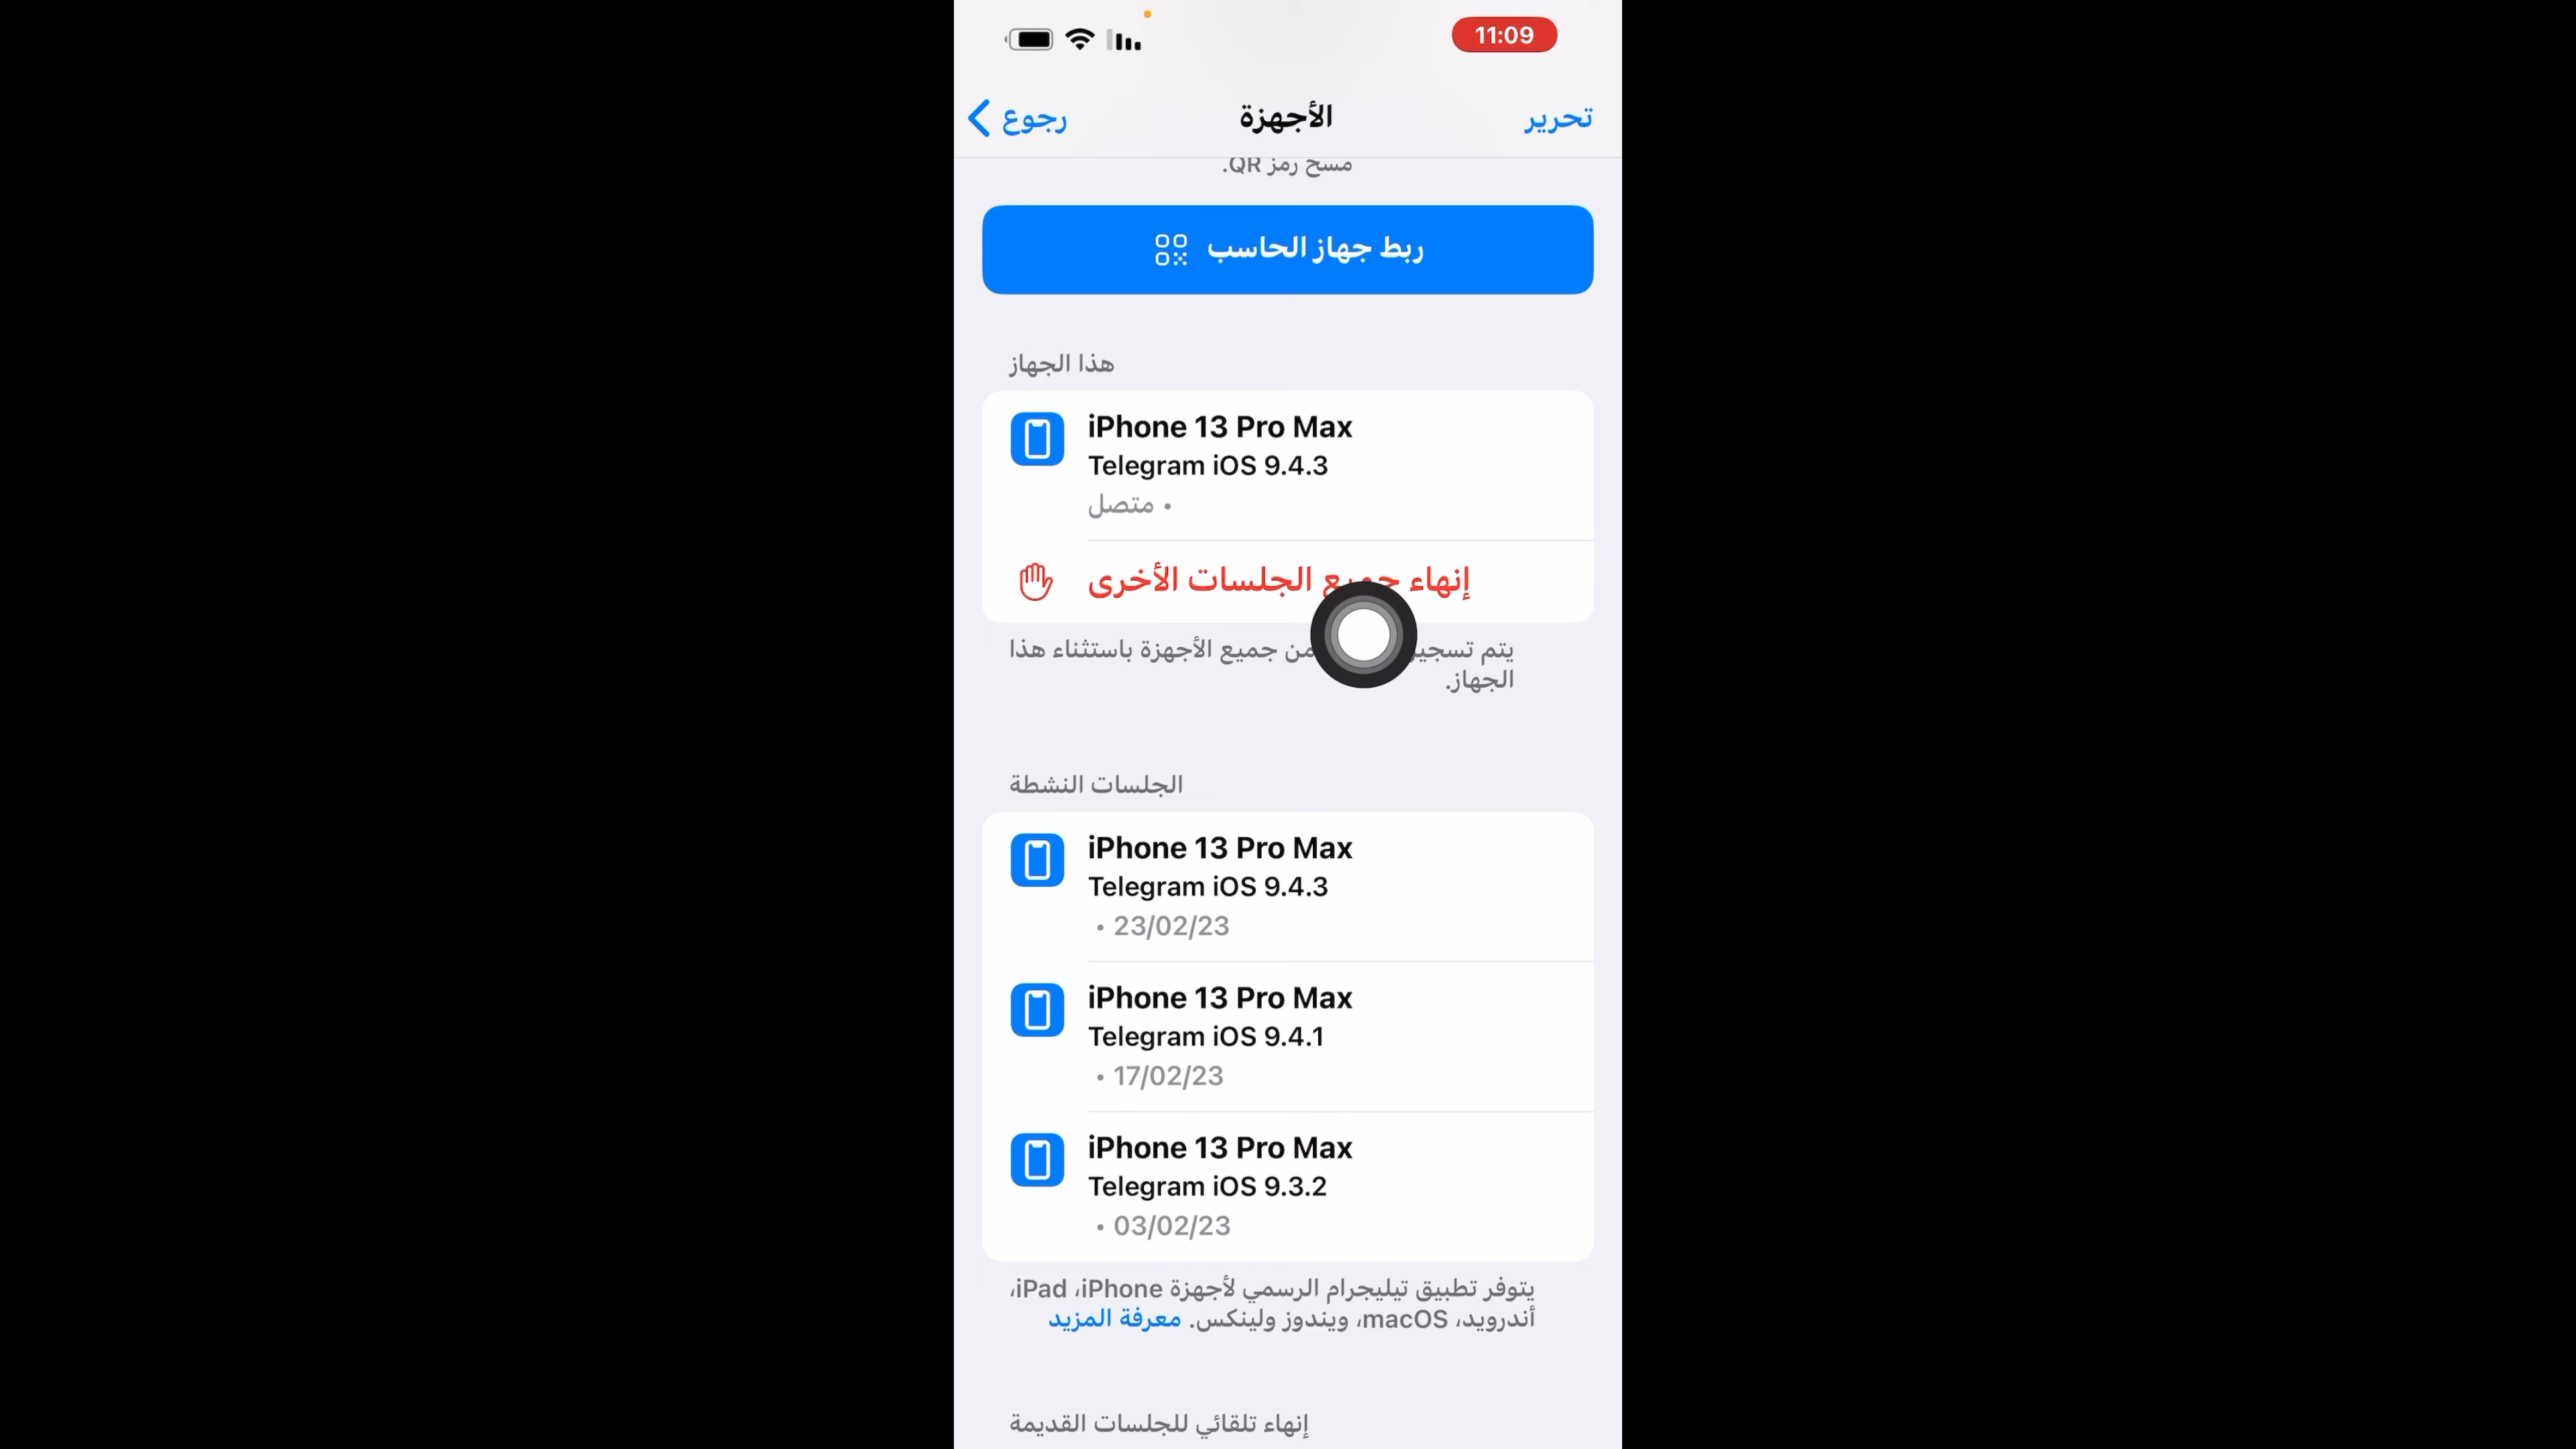 11:09
رجوع
الأجهزة
تحرير
مسح رمز QR.
ربط جهاز الحاسب
هذا الجهاز
iPhone 13 Pro Max
Telegram iOS 9.4.3
متصل •
إنهاء جميع الجلسات الأخرى
يتم تسجيل من جميع الأجهزة باستثناء هذا
الجهاز.
الجلسات النشطة
iPhone 13 Pro Max
Telegram iOS 9.4.3
• 23/02/23
iPhone 13 Pro Max
Telegram iOS 9.4.1
• 17/02/23
iPhone 13 Pro Max
Telegram iOS 9.3.2
• 03/02/23
يتوفر تطبيق تيليجرام الرسمي لأجهزة iPhone، iPad،
أندرويد، macOS، ويندوز ولينكس. معرفة المزيد
إنهاء تلقائي للجلسات القديمة